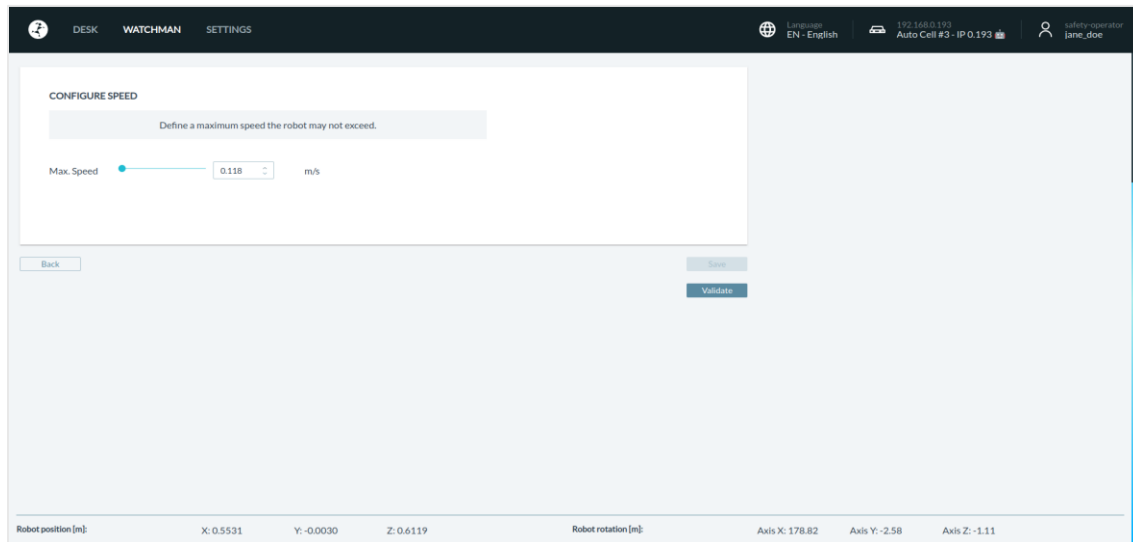 DESK WATCHMAN SETTINGS
Language
EN - English
192.168.0.193
Auto Cell #3 - IP 0.193 🤖
safety-operator
jane_doe
CONFIGURE SPEED
Define a maximum speed the robot may not exceed.
Max. Speed 0.118 m/s
Back Save
Validate
Robot position [m]: X: 0.5531 Y: -0.0030 Z: 0.6119 Robot rotation [m]: Axis X: 178.82 Axis Y: -2.58 Axis Z: -1.11